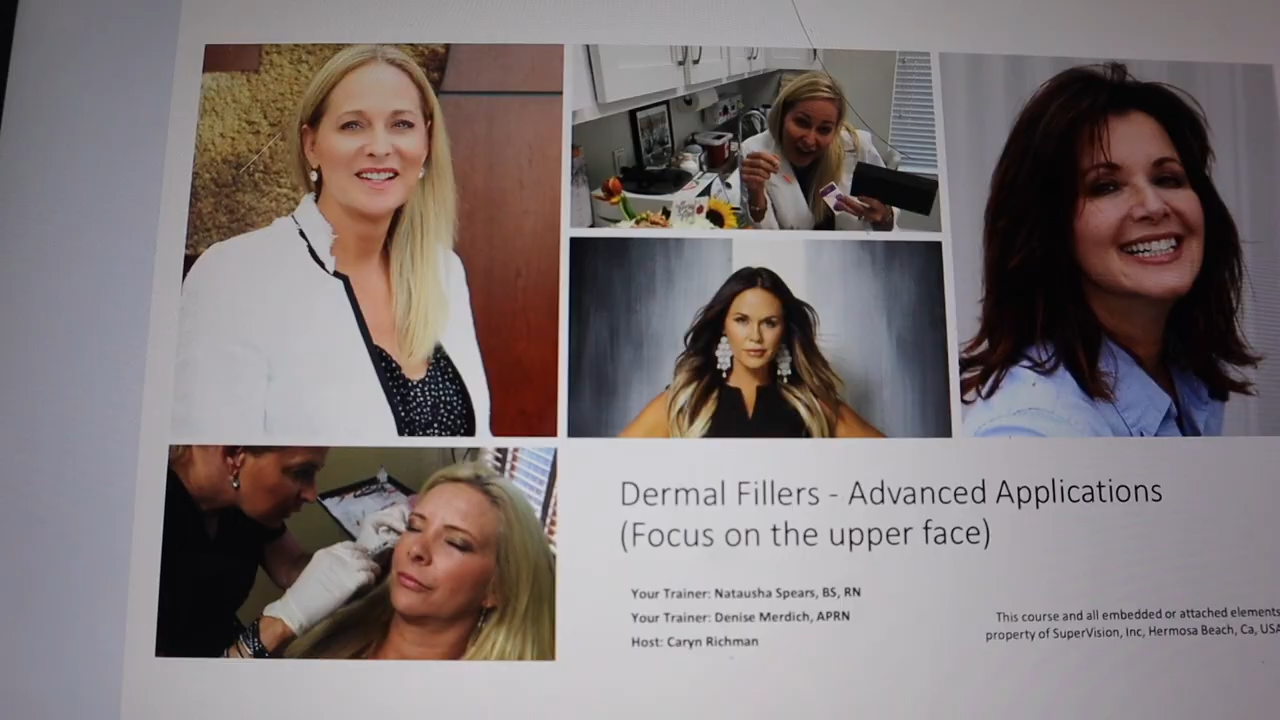 Dermal Fillers - Advanced Applications
(Focus on the upper face)
Your Trainer: Natausha Spears, BS, RN
Your Trainer: Denise Merdich, APRN
Host: Caryn Richman
This course and all embedded or attached elements
property of SuperVision, Inc, Hermosa Beach, Ca, USA